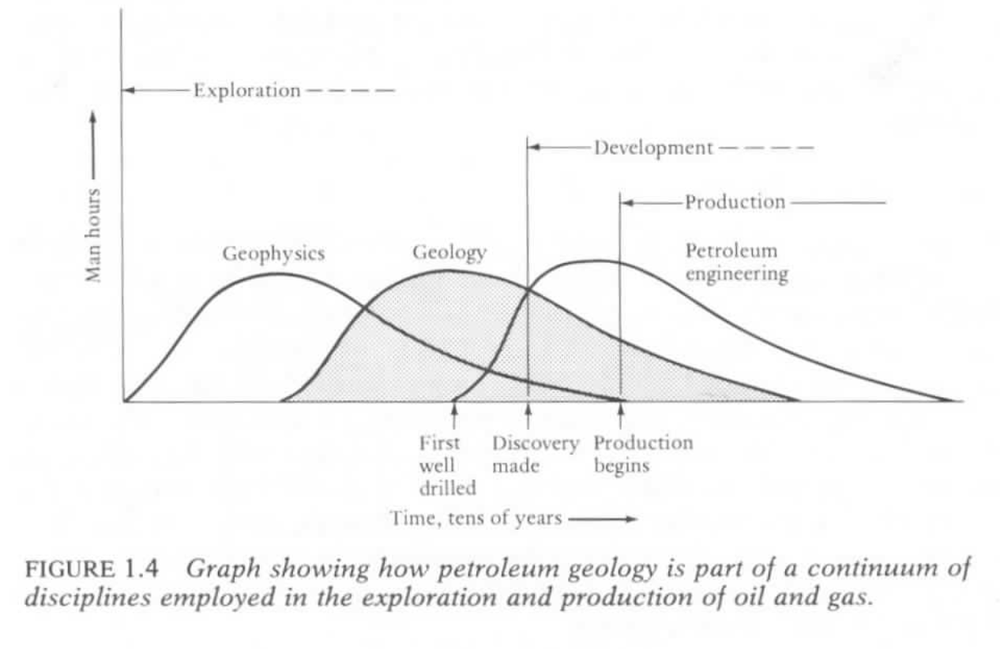 Exploration
Development
Production
Man hours
Geophysics
Geology
Petroleum
engineering
First
well
drilled
Discovery
made
Production
begins
Time, tens of years
FIGURE 1.4 Graph showing how petroleum geology is part of a continuum of
disciplines employed in the exploration and production of oil and gas.